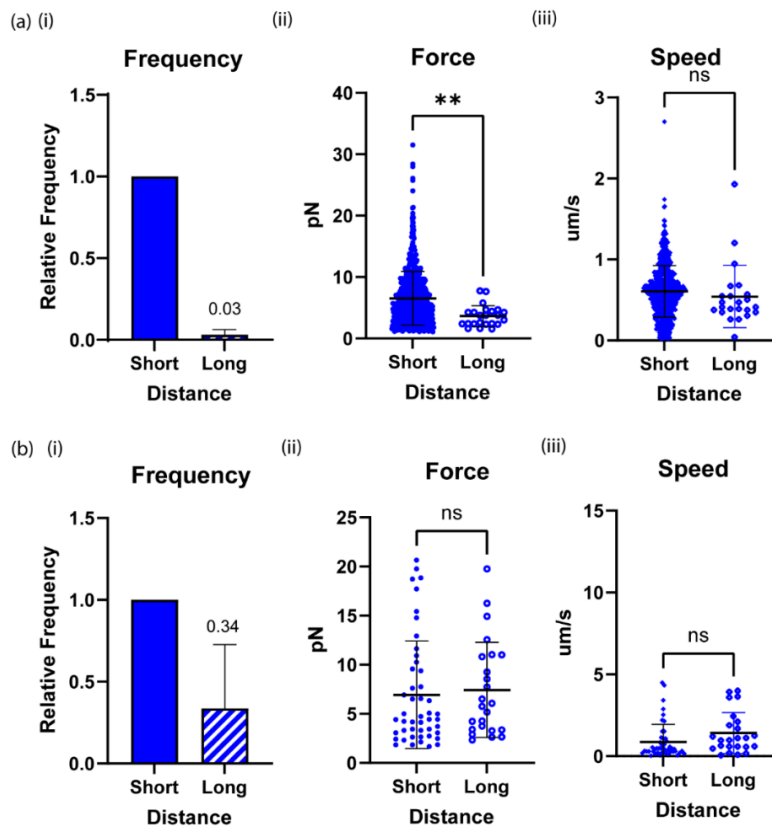 (a) (i)
Frequency
Relative Frequency
1.5
1.0
0.5
0.0
0.03
Short Long
Distance
(ii)
Force
pN
40
30
20
10
0
**
Short Long
Distance
(iii)
Speed
um/s
3
2
1
0
ns
Short Long
Distance
(b) (i)
Frequency
Relative Frequency
1.5
1.0
0.5
0.0
0.34
Short Long
Distance
(ii)
Force
pN
25
20
15
10
5
0
ns
Short Long
Distance
(iii)
Speed
um/s
15
10
5
0
ns
Short Long
Distance